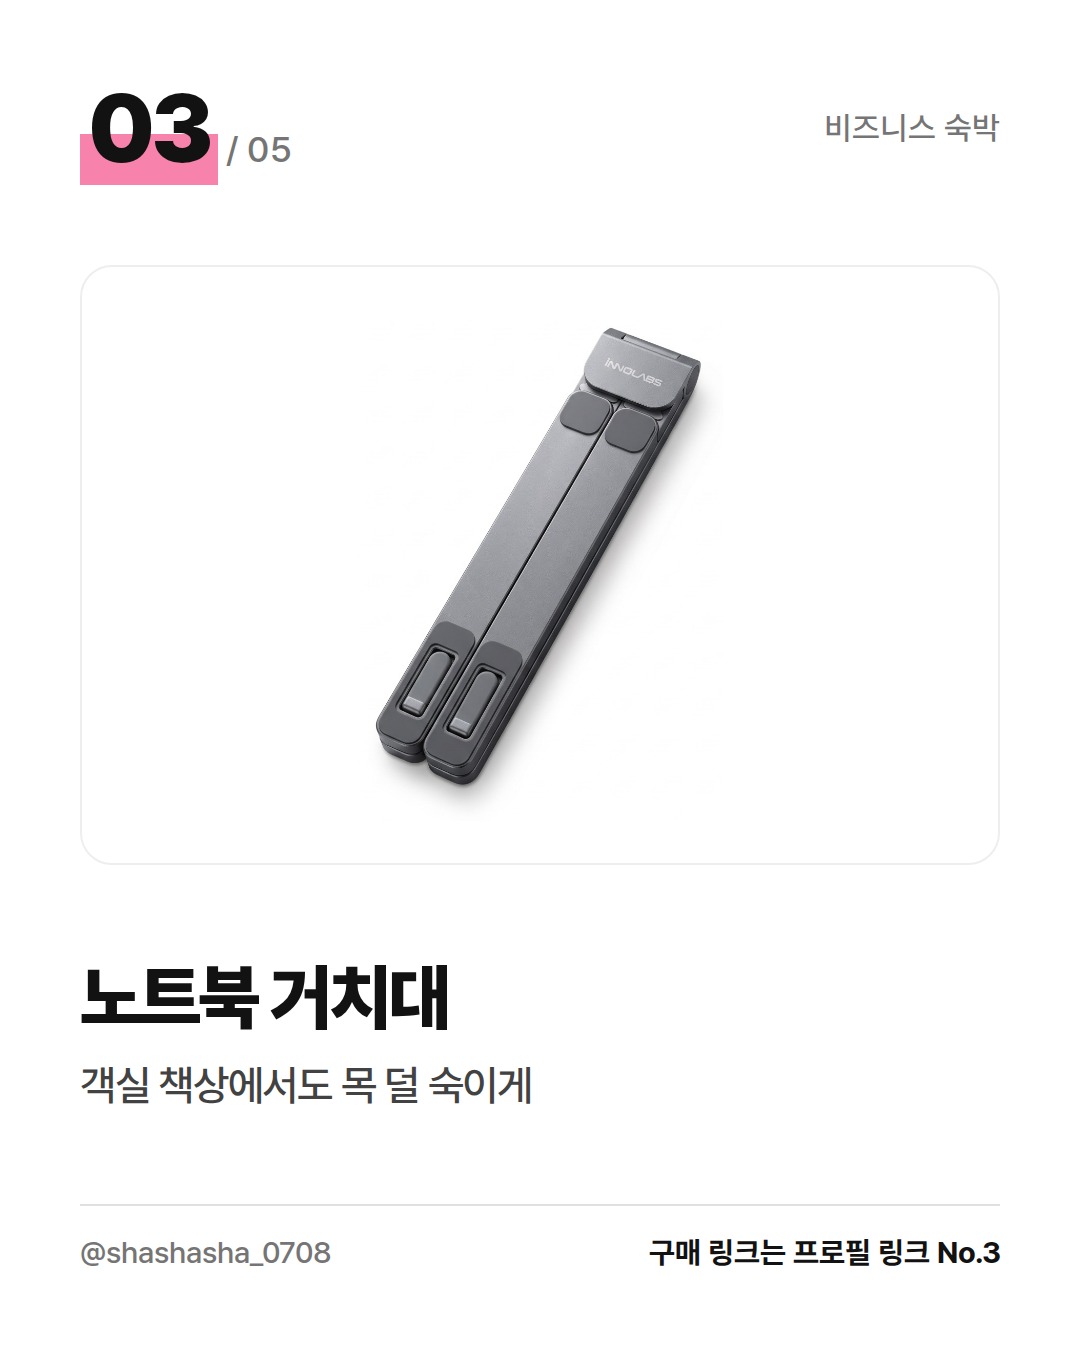 03 / 05
비즈니스 숙박
INNOLABS
노트북 거치대
객실 책상에서도 목 덜 숙이게
@shashasha_0708
구매 링크는 프로필 링크 No.3